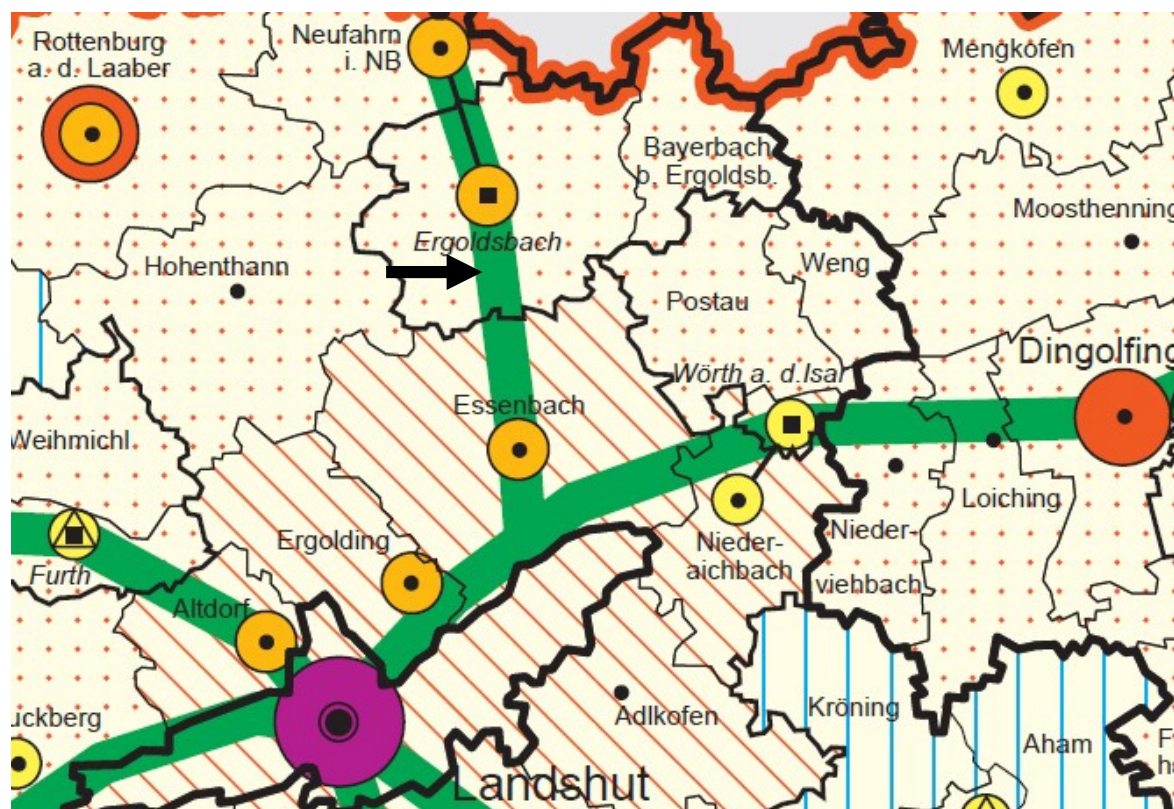 Rottenburg
a. d. Laaber
Neufahrn
i. NB
Mengkofen
Bayerbach
b. Ergoldsb.
Moosthenning
Ergoldsbach
Hohenthann
Weng
Postau
Dingolfing
Wörth a. d.Isar
Essenbach
Weihmichl
Loiching
Ergolding
Nieder-
aichbach
Nieder-
viehbach
Furth
Altdorf
uckberg
Adlkofen
Kröning
Aham
Landshut